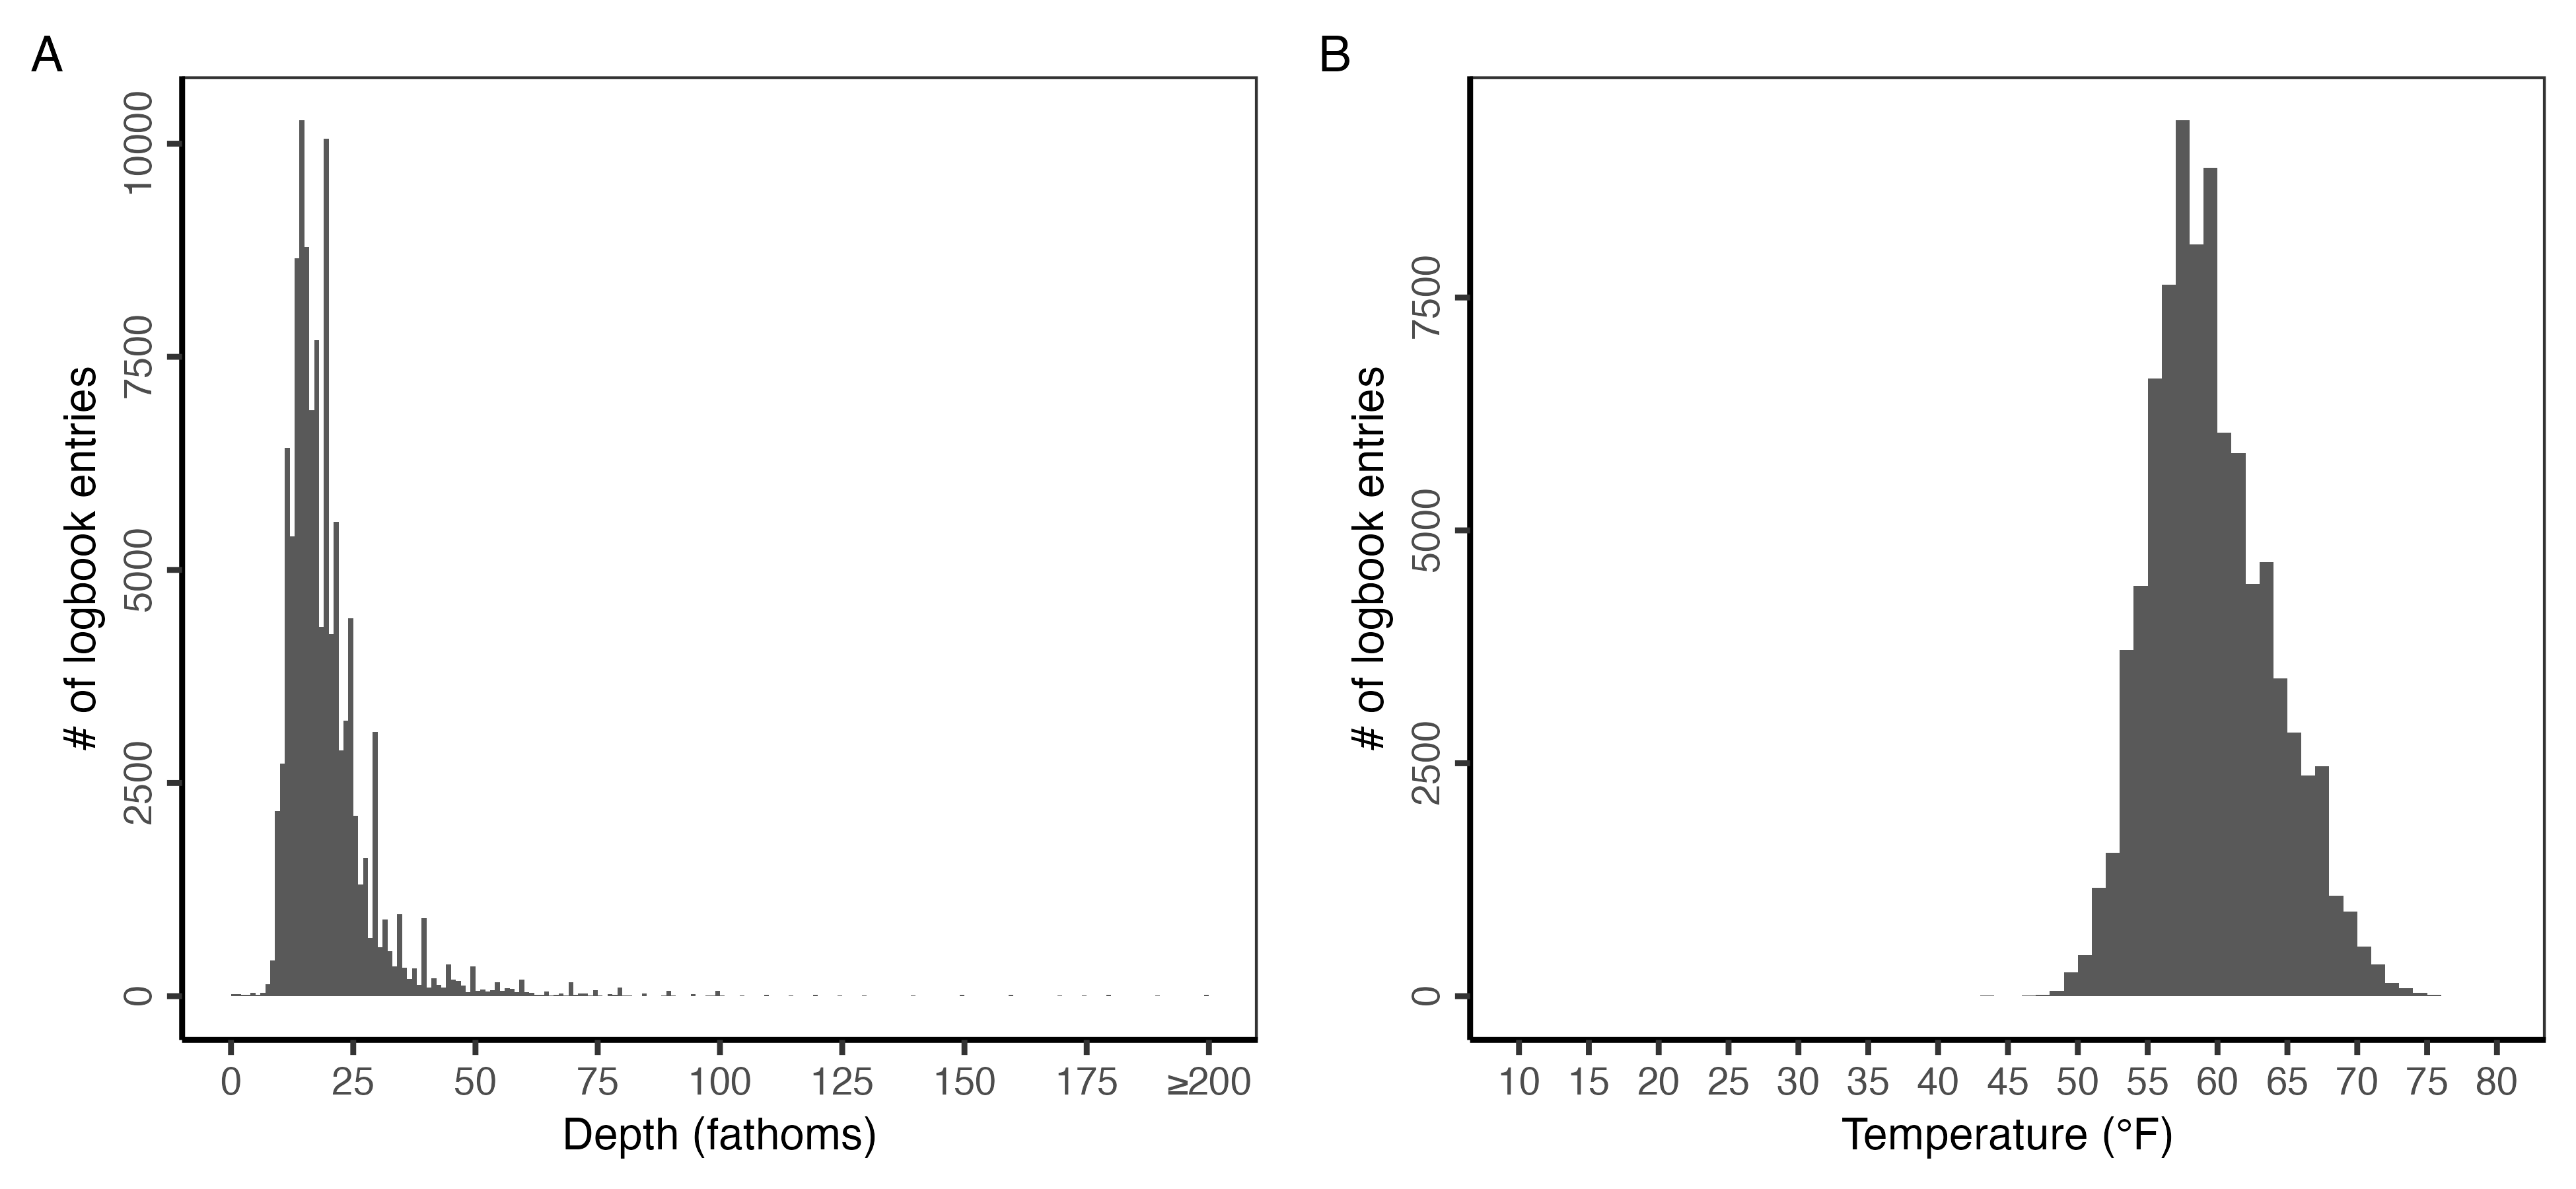 A
# of logbook entries
10000
7500
5000
2500
0
0 25 50 75 100 125 150 175 ≥200
Depth (fathoms)
B
# of logbook entries
7500
5000
2500
0
10 15 20 25 30 35 40 45 50 55 60 65 70 75 80
Temperature (°F)